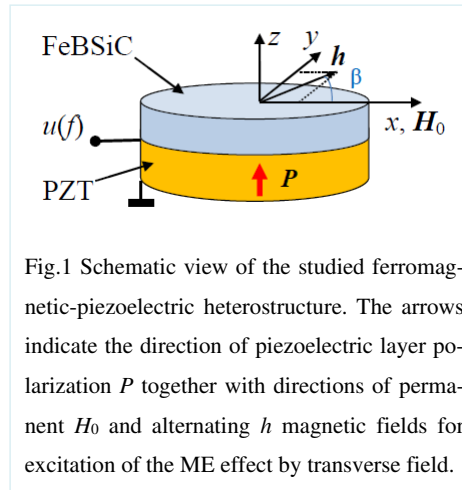 FeBSiC
z
y
h
β
x, H₀
u(f)
PZT
P
Fig.1 Schematic view of the studied ferromag-
netic-piezoelectric heterostructure. The arrows
indicate the direction of piezoelectric layer po-
larization P together with directions of perma-
nent H₀ and alternating h magnetic fields for
excitation of the ME effect by transverse field.